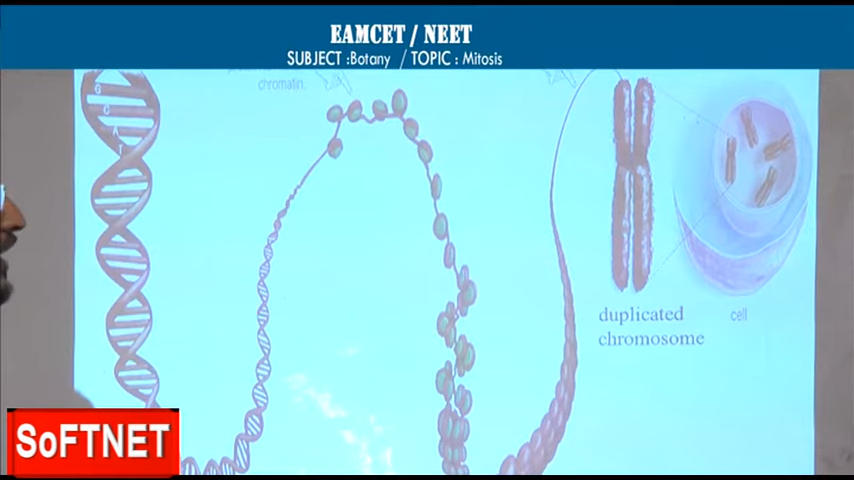 EAMCET / NEET
SUBJECT :Botany / TOPIC : Mitosis
chromatin.
G
C
A
T
duplicated
chromosome
cell
SoFTNET